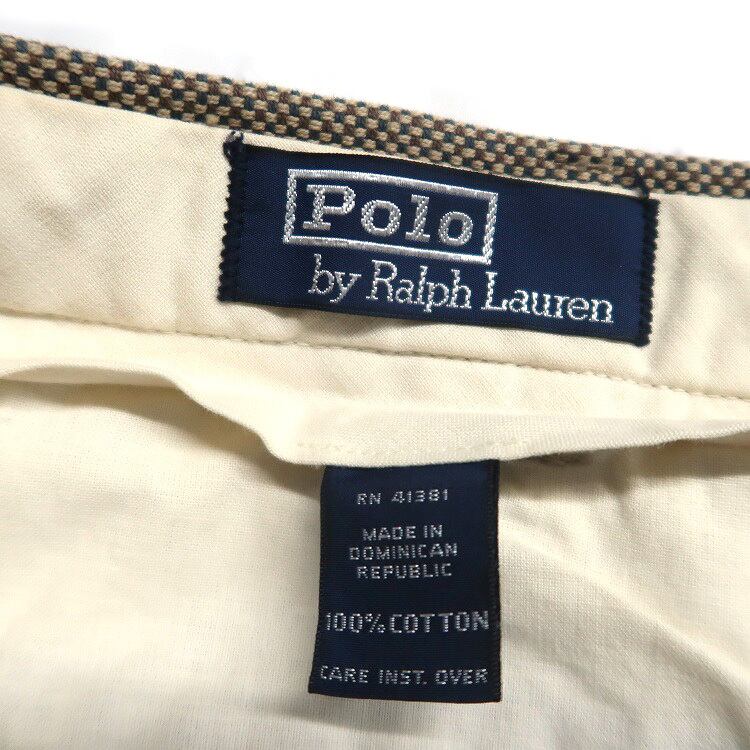 Polo
by Ralph Lauren
RN 41381
MADE IN
DOMINICAN
REPUBLIC
100% COTTON
CARE INST. OVER